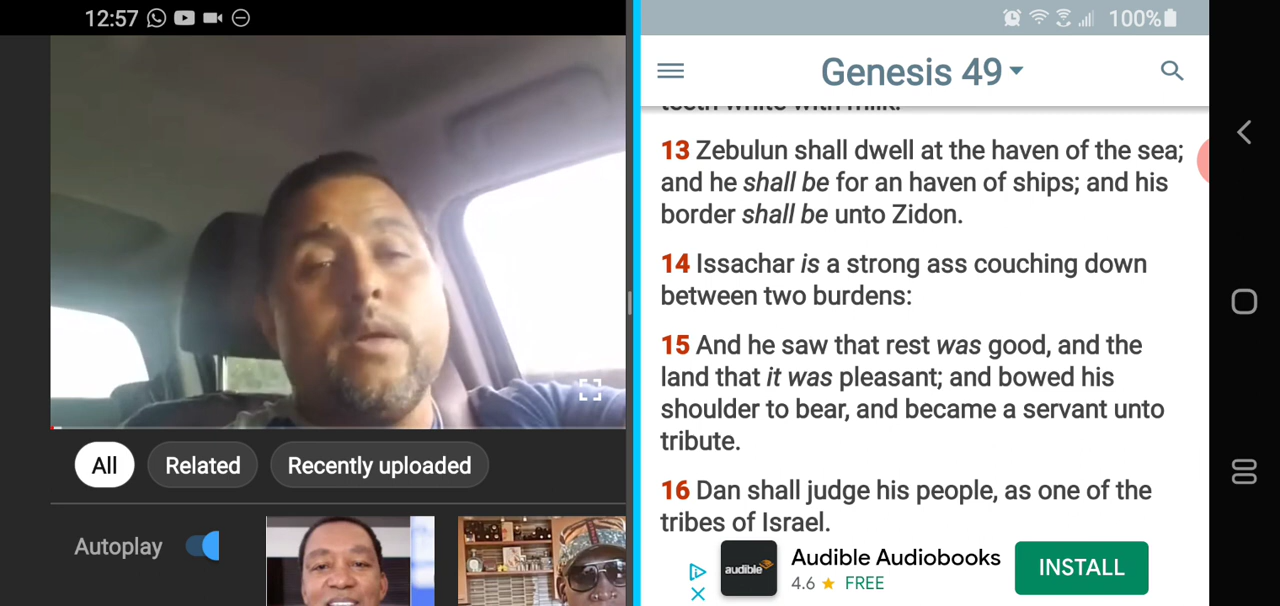 12:57
100%
Genesis 49
teeth white with milk.
13 Zebulun shall dwell at the haven of the sea;
and he shall be for an haven of ships; and his
border shall be unto Zidon.
14 Issachar is a strong ass couching down
between two burdens:
15 And he saw that rest was good, and the
land that it was pleasant; and bowed his
shoulder to bear, and became a servant unto
tribute.
16 Dan shall judge his people, as one of the
tribes of Israel.
All
Related
Recently uploaded
Autoplay
audible
Audible Audiobooks
4.6 ★ FREE
INSTALL